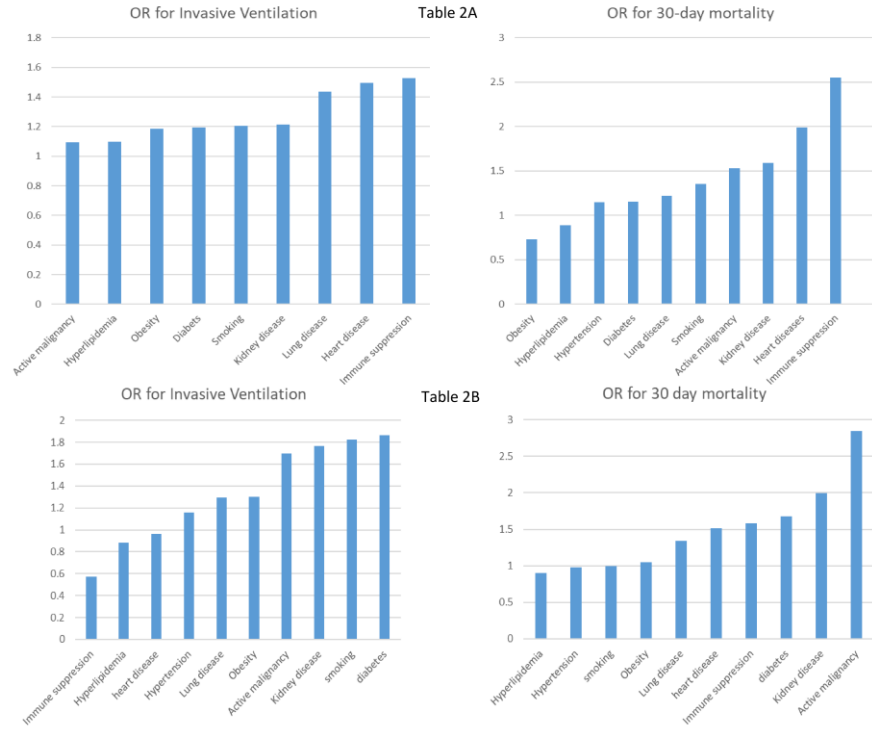 OR for Invasive Ventilation
Table 2A
OR for 30-day mortality
1.8
1.6
1.4
1.2
1
0.8
0.6
0.4
0.2
0
Active malignancy
Hyperlipidemia
Obesity
Diabets
Smoking
Kidney disease
Lung disease
Heart disease
Immune suppression
3
2.5
2
1.5
1
0.5
0
Obesity
Hyperlipidemia
Hypertension
Diabetes
Lung disease
Smoking
Active malignancy
Kidney disease
Heart diseases
Immune suppression
OR for Invasive Ventilation
Table 2B
OR for 30 day mortality
2
1.8
1.6
1.4
1.2
1
0.8
0.6
0.4
0.2
0
Immune suppression
Hyperlipidemia
heart disease
Hypertension
Lung disease
Obesity
Active malignancy
Kidney disease
smoking
diabetes
3
2.5
2
1.5
1
0.5
0
Hyperlipidemia
Hypertension
smoking
Obesity
Lung disease
heart disease
Immune suppression
diabetes
Kidney disease
Active malignancy